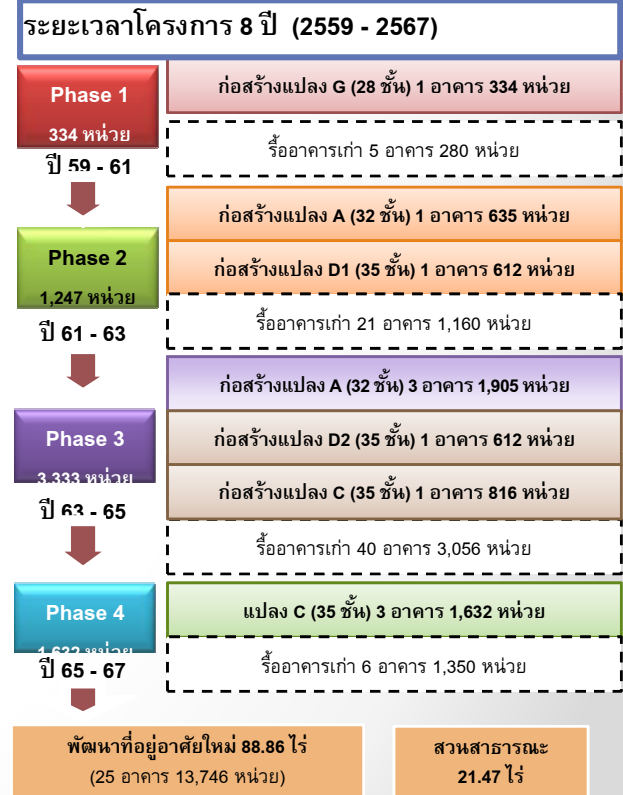 ระยะเวลาโครงการ 8 ปี (2559 - 2567)
Phase 1
334 หน่วย
ปี 59 - 61
ก่อสร้างแปลง G (28 ชั้น) 1 อาคาร 334 หน่วย
รื้ออาคารเก่า 5 อาคาร 280 หน่วย
Phase 2
1,247 หน่วย
ปี 61 - 63
ก่อสร้างแปลง A (32 ชั้น) 1 อาคาร 635 หน่วย
ก่อสร้างแปลง D1 (35 ชั้น) 1 อาคาร 612 หน่วย
รื้ออาคารเก่า 21 อาคาร 1,160 หน่วย
Phase 3
3,333 หน่วย
ปี 63 - 65
ก่อสร้างแปลง A (32 ชั้น) 3 อาคาร 1,905 หน่วย
ก่อสร้างแปลง D2 (35 ชั้น) 1 อาคาร 612 หน่วย
ก่อสร้างแปลง C (35 ชั้น) 1 อาคาร 816 หน่วย
รื้ออาคารเก่า 40 อาคาร 3,056 หน่วย
Phase 4
1,632 หน่วย
ปี 65 - 67
แปลง C (35 ชั้น) 3 อาคาร 1,632 หน่วย
รื้ออาคารเก่า 6 อาคาร 1,350 หน่วย
พัฒนาที่อยู่อาศัยใหม่ 88.86 ไร่
(25 อาคาร 13,746 หน่วย)
สวนสาธารณะ
21.47 ไร่